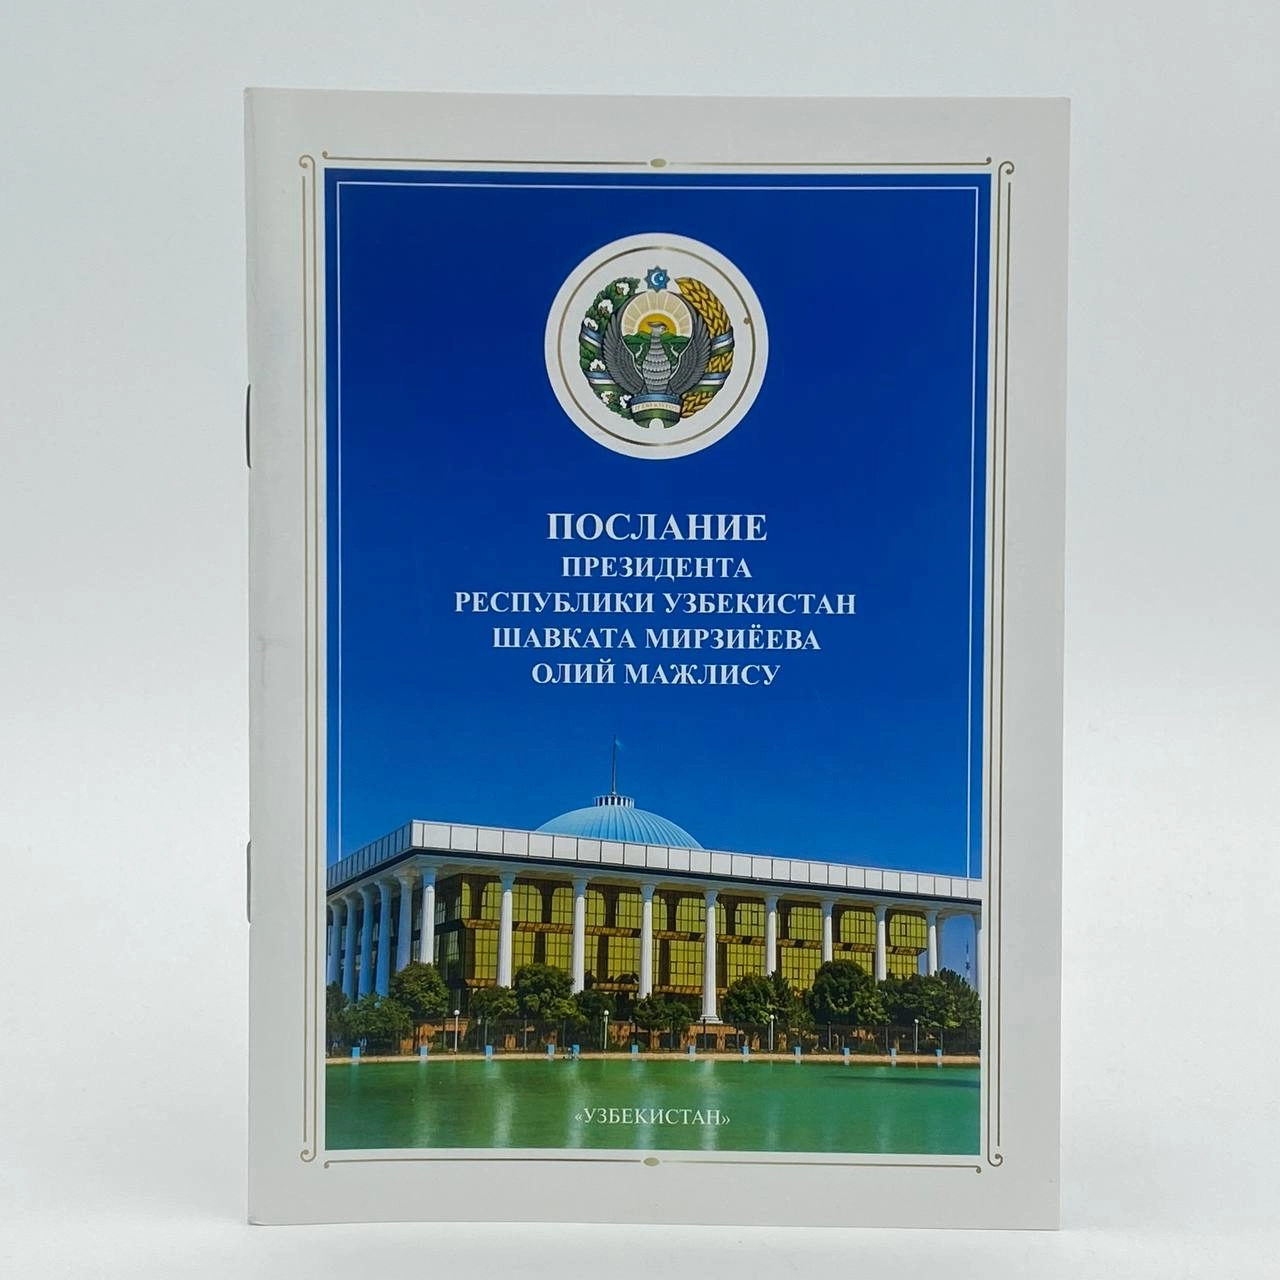 ПОСЛАНИЕ
ПРЕЗИДЕНТА
РЕСПУБЛИКИ УЗБЕКИСТАН
ШАВКАТА МИРЗИЁЕВА
ОЛИЙ МАЖЛИСУ
«УЗБЕКИСТАН»